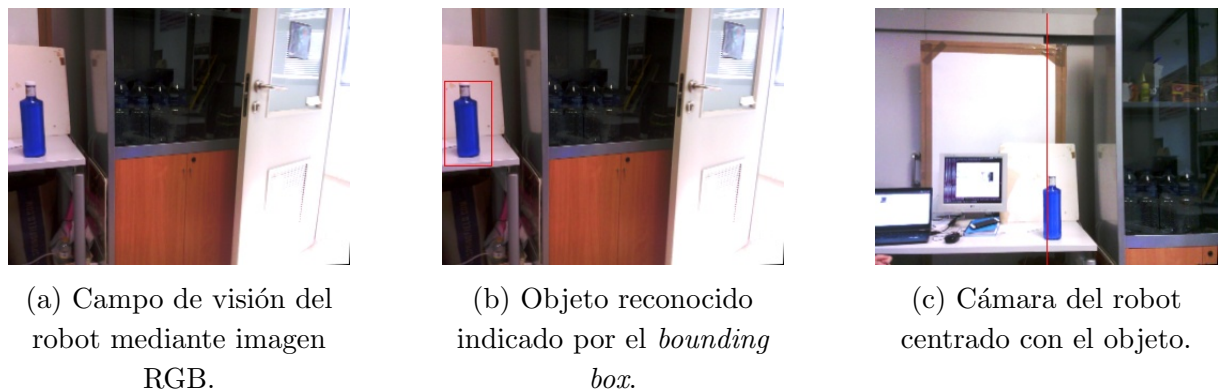 (a) Campo de visión del
robot mediante imagen
RGB.
(b) Objeto reconocido
indicado por el bounding
box.
(c) Cámara del robot
centrado con el objeto.